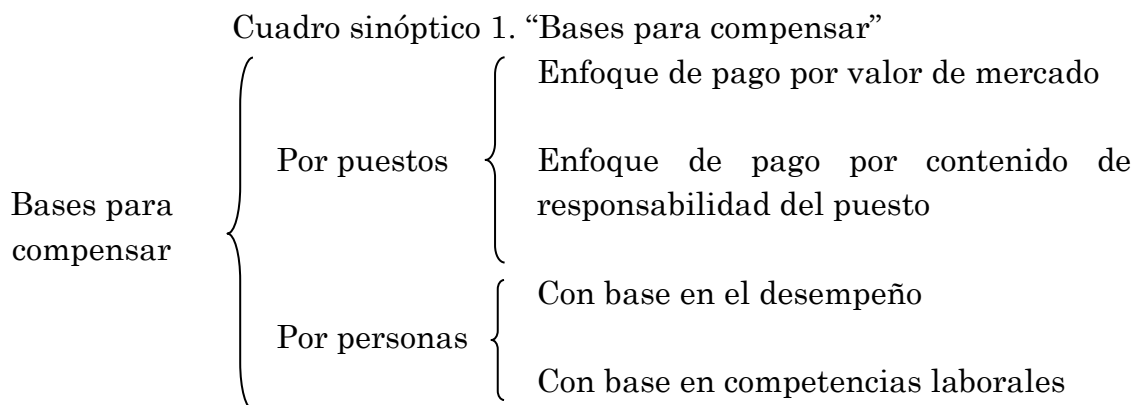 Cuadro sinóptico 1. “Bases para compensar”
Bases para
compensar
Por puestos
Enfoque de pago por valor de mercado
Enfoque de pago por contenido de
responsabilidad del puesto
Por personas
Con base en el desempeño
Con base en competencias laborales